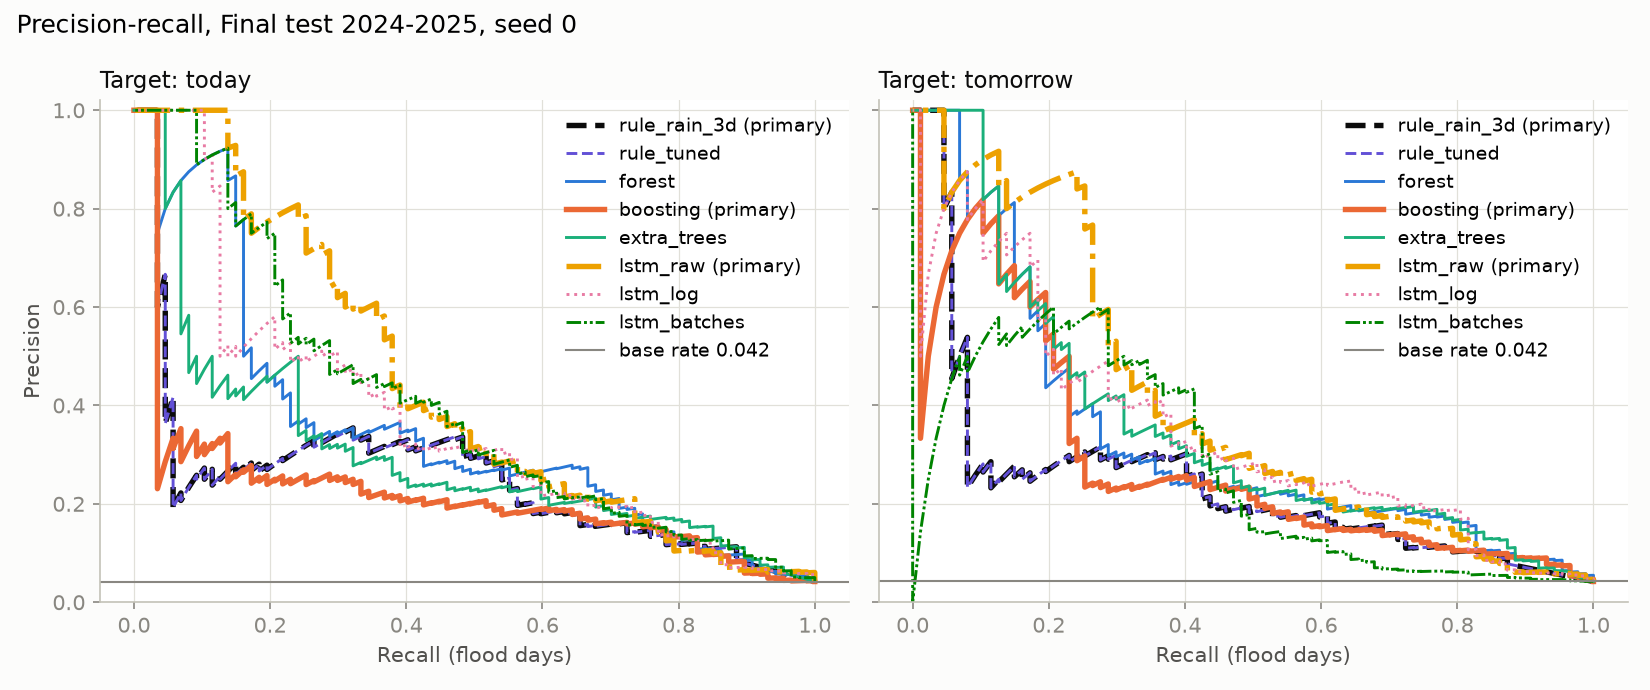 Precision-recall, Final test 2024-2025, seed 0
Target: today
Target: tomorrow
Precision
1.0
0.8
0.6
0.4
0.2
0.0
rule_rain_3d (primary)
rule_tuned
forest
boosting (primary)
extra_trees
lstm_raw (primary)
lstm_log
lstm_batches
base rate 0.042
rule_rain_3d (primary)
rule_tuned
forest
boosting (primary)
extra_trees
lstm_raw (primary)
lstm_log
lstm_batches
base rate 0.042
0.0 0.2 0.4 0.6 0.8 1.0
0.0 0.2 0.4 0.6 0.8 1.0
Recall (flood days)
Recall (flood days)